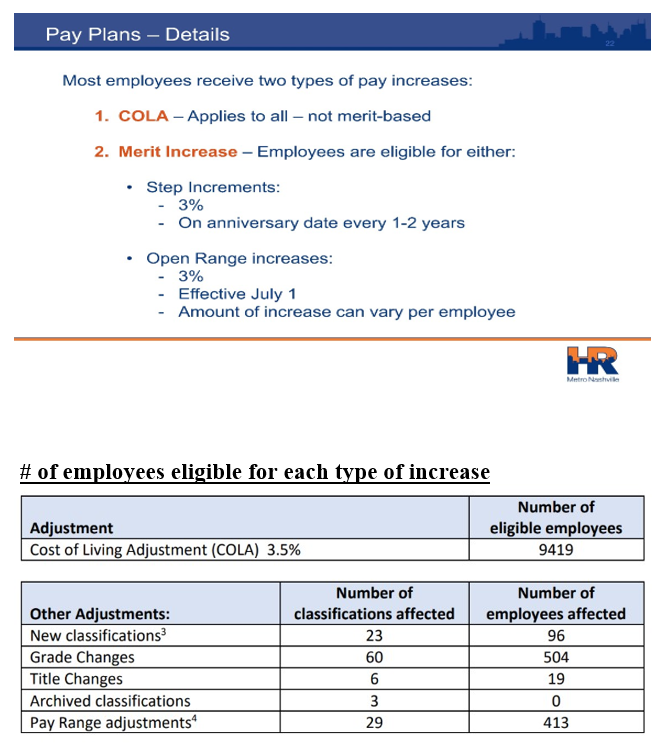 Pay Plans – Details
22
Most employees receive two types of pay increases:
1. COLA – Applies to all – not merit-based
2. Merit Increase – Employees are eligible for either:
• Step Increments:
- 3%
- On anniversary date every 1-2 years
• Open Range increases:
- 3%
- Effective July 1
- Amount of increase can vary per employee
HR
Metro Nashville
# of employees eligible for each type of increase
Adjustment Number of eligible employees
Cost of Living Adjustment (COLA) 3.5% 9419
Other Adjustments: Number of classifications affected Number of employees affected
New classifications³ 23 96
Grade Changes 60 504
Title Changes 6 19
Archived classifications 3 0
Pay Range adjustments⁴ 29 413